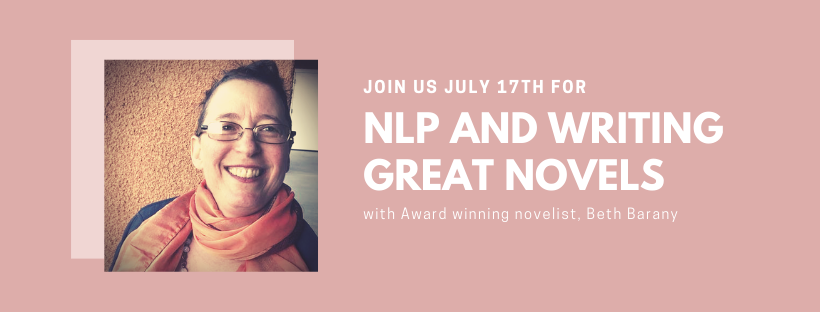 JOIN US JULY 17TH FOR
NLP AND WRITING
GREAT NOVELS
with Award winning novelist, Beth Barany